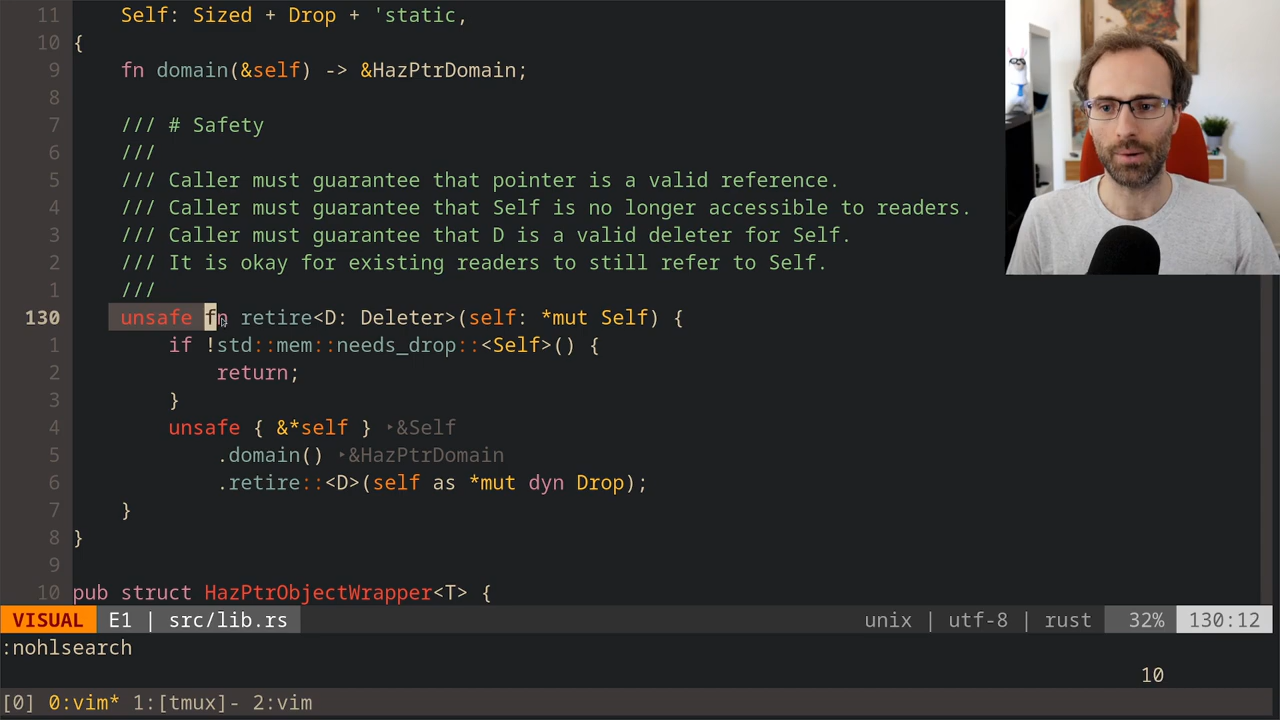 11 Self: Sized + Drop + 'static,
10 {
9 fn domain(&self) -> &HazPtrDomain;
8
7 /// # Safety
6 ///
5 /// Caller must guarantee that pointer is a valid reference.
4 /// Caller must guarantee that Self is no longer accessible to readers.
3 /// Caller must guarantee that D is a valid deleter for Self.
2 /// It is okay for existing readers to still refer to Self.
1 ///
130 unsafe fn retire<D: Deleter>(self: *mut Self) {
1 if !std::mem::needs_drop::<Self>() {
2 return;
3 }
4 unsafe { &*self } ‣&Self
5 .domain() ‣&HazPtrDomain
6 .retire::<D>(self as *mut dyn Drop);
7 }
8 }
9
10 pub struct HazPtrObjectWrapper<T> {
VISUAL E1 | src/lib.rs unix | utf-8 | rust 32% 130:12
:nohlsearch
10
[0] 0:vim* 1:[tmux]- 2:vim